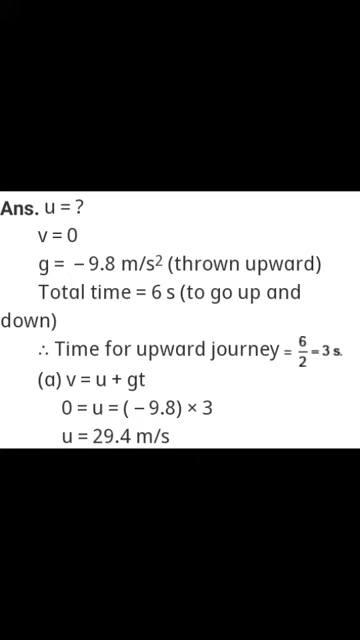 Ans. u = ?
v = 0
g = − 9.8 m/s² (thrown upward)
Total time = 6 s (to go up and
down)
∴ Time for upward journey = 6/2 = 3 s.
(a) v = u + gt
0 = u = ( − 9.8) × 3
u = 29.4 m/s